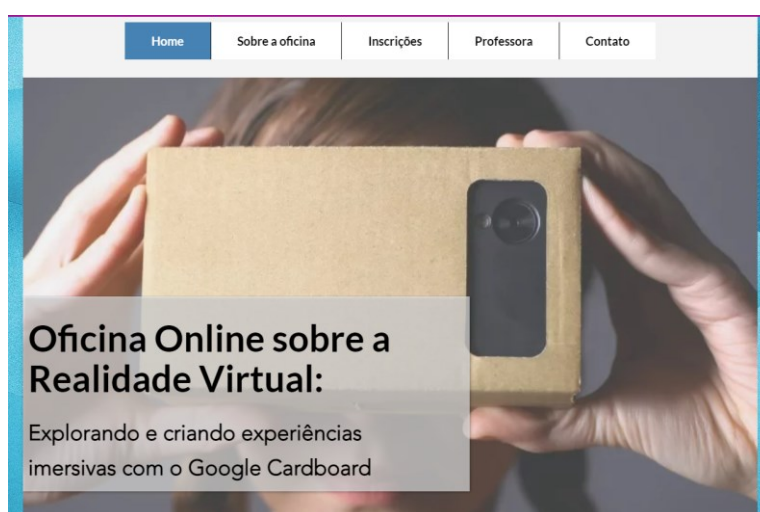 Home
Sobre a oficina
Inscrições
Professora
Contato
Oficina Online sobre a
Realidade Virtual:
Explorando e criando experiências
imersivas com o Google Cardboard